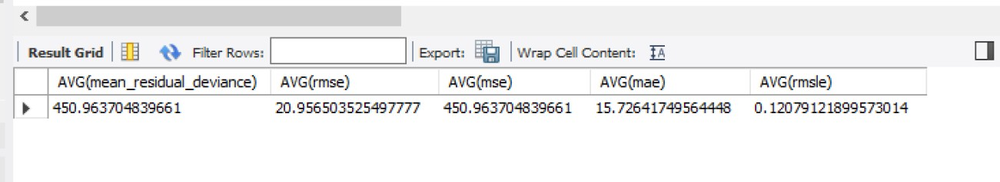 Result Grid Filter Rows: Export: Wrap Cell Content: IA
AVG(mean_residual_deviance) AVG(rmse) AVG(mse) AVG(mae) AVG(rmsle)
450.963704839661 20.956503525497777 450.963704839661 15.72641749564448 0.12079121899573014